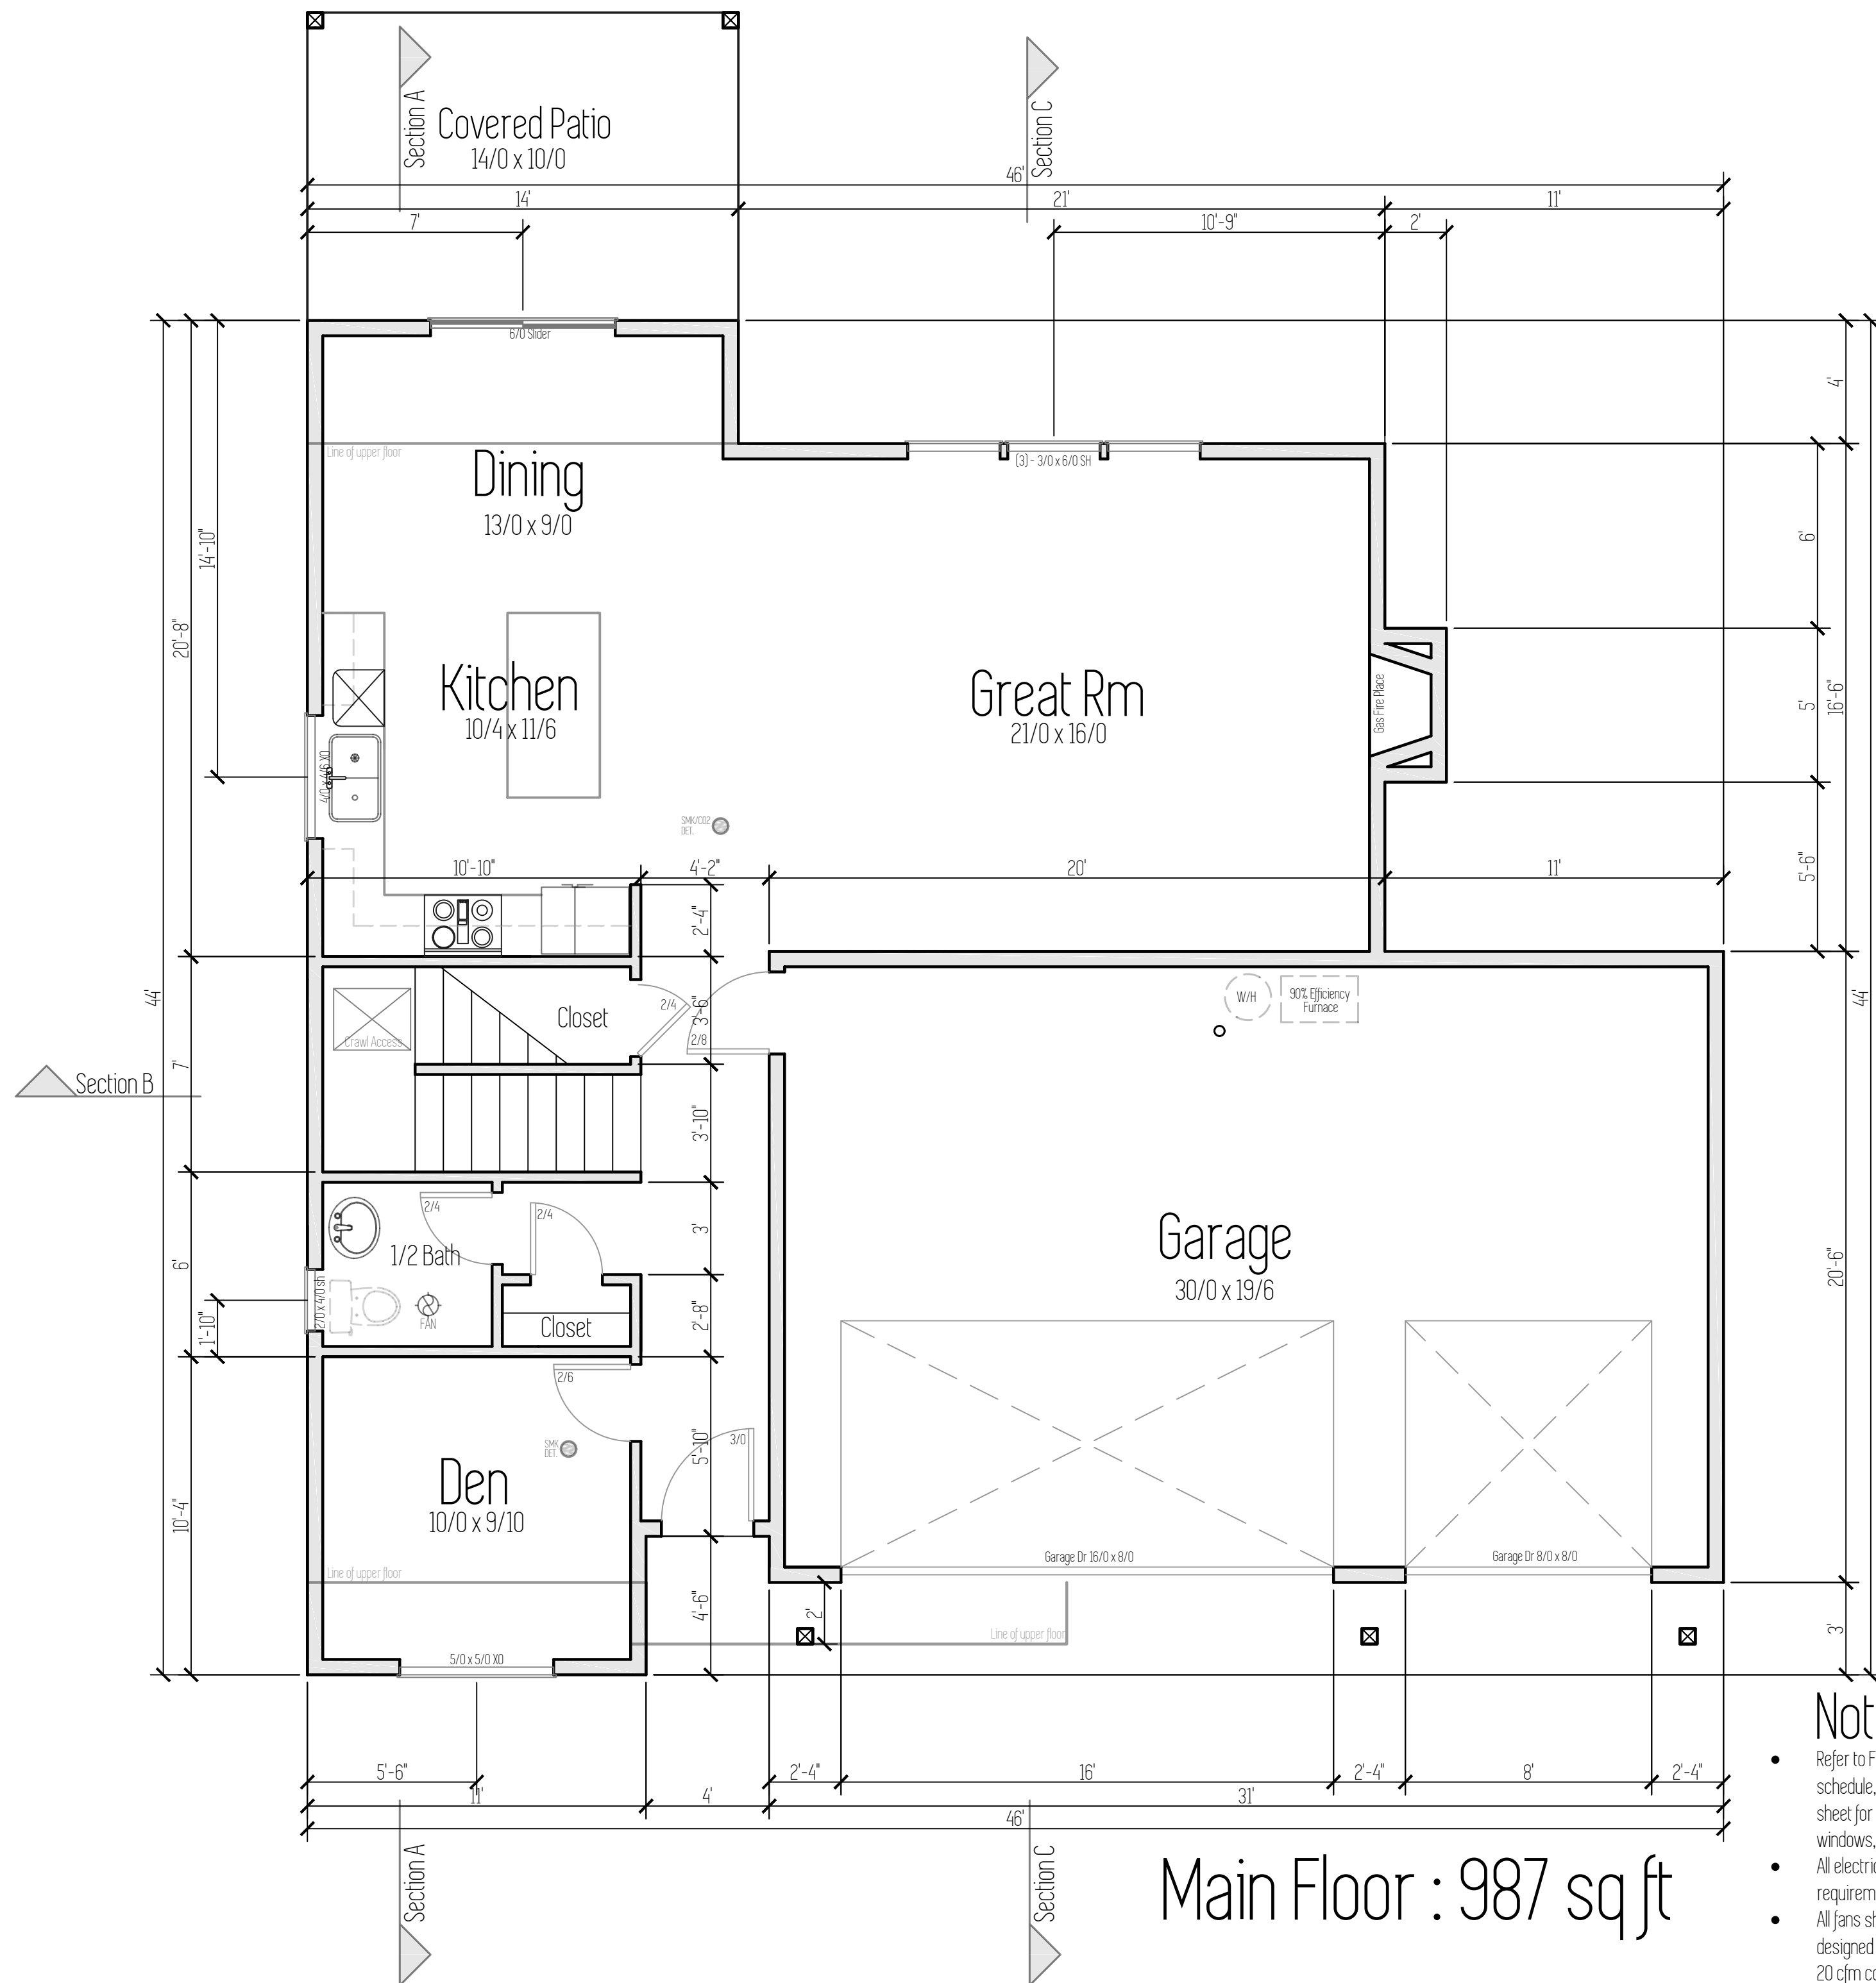 Section A
Section C
Covered Patio
14/0 x 10/0
46'
14'
21'
11'
7'
10'-9"
2'
6/0 Slider
Line of upper floor
Dining
13/0 x 9/0
(3) - 3/0 x 6/0 SH
4'
6'
14'-10"
20'-8"
44'
Kitchen
10/4 x 11/6
Great Rm
21/0 x 16/0
Gas Fire Place
5'
16'-6"
4/0 x 4/6 XO
SMK/CO2
DET.
5'-6"
10'-10"
4'-2"
20'
11'
2'-4"
Closet
2/4
3'-6"
2/8
W/H
90% Efficiency
Furnace
44'
Crawl Access
7'
Section B
3'-10"
2/4
2/4
3'
1/2 Bath
Garage
30/0 x 19/6
20'-6"
6'
2/0 x 4/0 sh
FAN
1'-10"
2'-8"
Closet
2/6
SMK
DET.
5'-10"
3/0
Den
10/0 x 9/10
10'-4"
Garage Dr 16/0 x 8/0
Garage Dr 8/0 x 8/0
Line of upper floor
4'-6"
2'
Line of upper floor
3'
5/0 x 5/0 XO
5'-6"
2'-4"
16'
2'-4"
8'
2'-4"
11'
4'
31'
46'
Section A
Section C
Main Floor : 987 sq ft
Not
• Refer to F
schedule,
sheet for
windows,
• All electric
requirem
• All fans sh
designed
20 cfm co